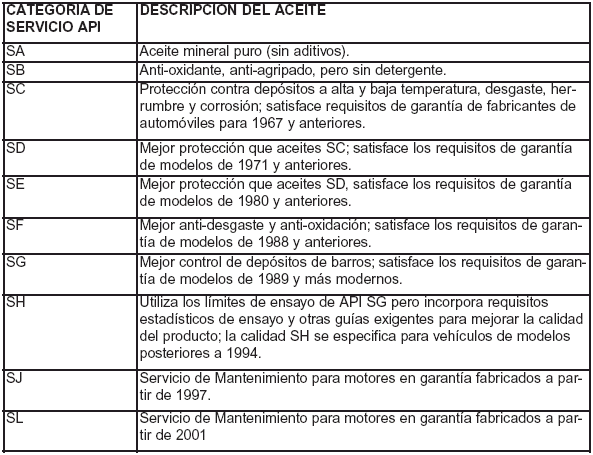 CATEGORIA DE SERVICIO API
DESCRIPCION DEL ACEITE
SA
Aceite mineral puro (sin aditivos).
SB
Anti-oxidante, anti-agripado, pero sin detergente.
SC
Protección contra depósitos a alta y baja temperatura, desgaste, her-
rumbre y corrosión; satisface requisitos de garantía de fabricantes de
automóviles para 1967 y anteriores.
SD
Mejor protección que aceites SC; satisface los requisitos de garantía
de modelos de 1971 y anteriores.
SE
Mejor protección que aceites SD, satisface los requisitos de garantía
de modelos de 1980 y anteriores.
SF
Mejor anti-desgaste y anti-oxidación; satisface los requisitos de garan-
tía de modelos de 1988 y anteriores.
SG
Mejor control de depósitos de barros; satisface los requisitos de garan-
tía de modelos de 1989 y más modernos.
SH
Utiliza los límites de ensayo de API SG pero incorpora requisitos
estadísticos de ensayo y otras guías exigentes para mejorar la calidad
del producto; la calidad SH se especifica para vehículos de modelos
posteriores a 1994.
SJ
Servicio de Mantenimiento para motores en garantía fabricados a par-
tir de 1997.
SL
Servicio de Mantenimiento para motores en garantía fabricados a par-
tir de 2001